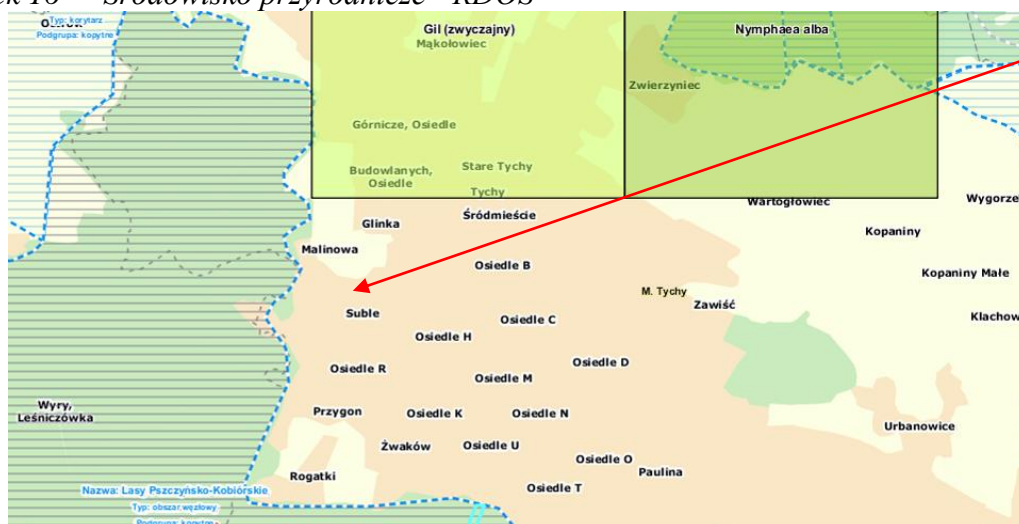 Środowisko przyrodnicze - RDOŚ
Typ: korytarz
Podgrupa: kopytne
Gil (zwyczajny)
Mąkołowiec
Nymphaea alba
Zwierzyniec
Górnicze, Osiedle
Budowlanych,
Osiedle
Stare Tychy
Tychy
Śródmieście
Wartogłowiec
Wygorze
Glinka
Kopaniny
Malinowa
Osiedle B
Kopaniny Małe
M. Tychy
Zawiść
Suble
Osiedle C
Klachow
Osiedle H
Osiedle D
Osiedle R
Osiedle M
Wyry,
Leśniczówka
Przygon
Osiedle K
Osiedle N
Urbanowice
Żwaków
Osiedle U
Osiedle O
Paulina
Rogatki
Osiedle T
Nazwa: Lasy Pszczyńsko-Kobiórskie
Typ: obszar węzłowy
Podgrupa: kopytne